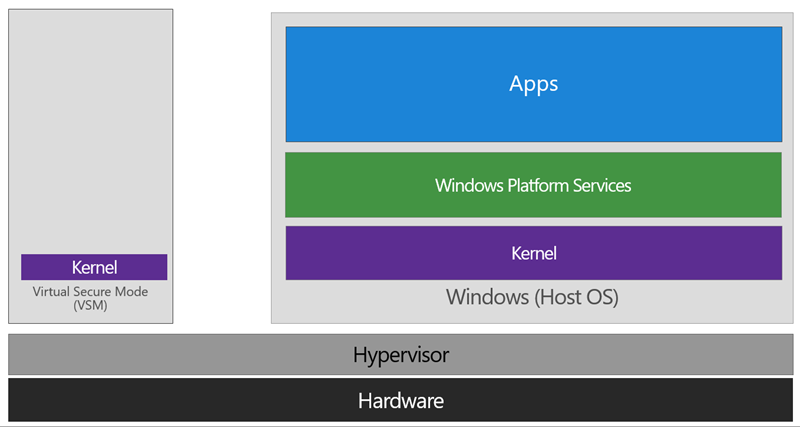 Kernel
Virtual Secure Mode
(VSM)
Apps
Windows Platform Services
Kernel
Windows (Host OS)
Hypervisor
Hardware